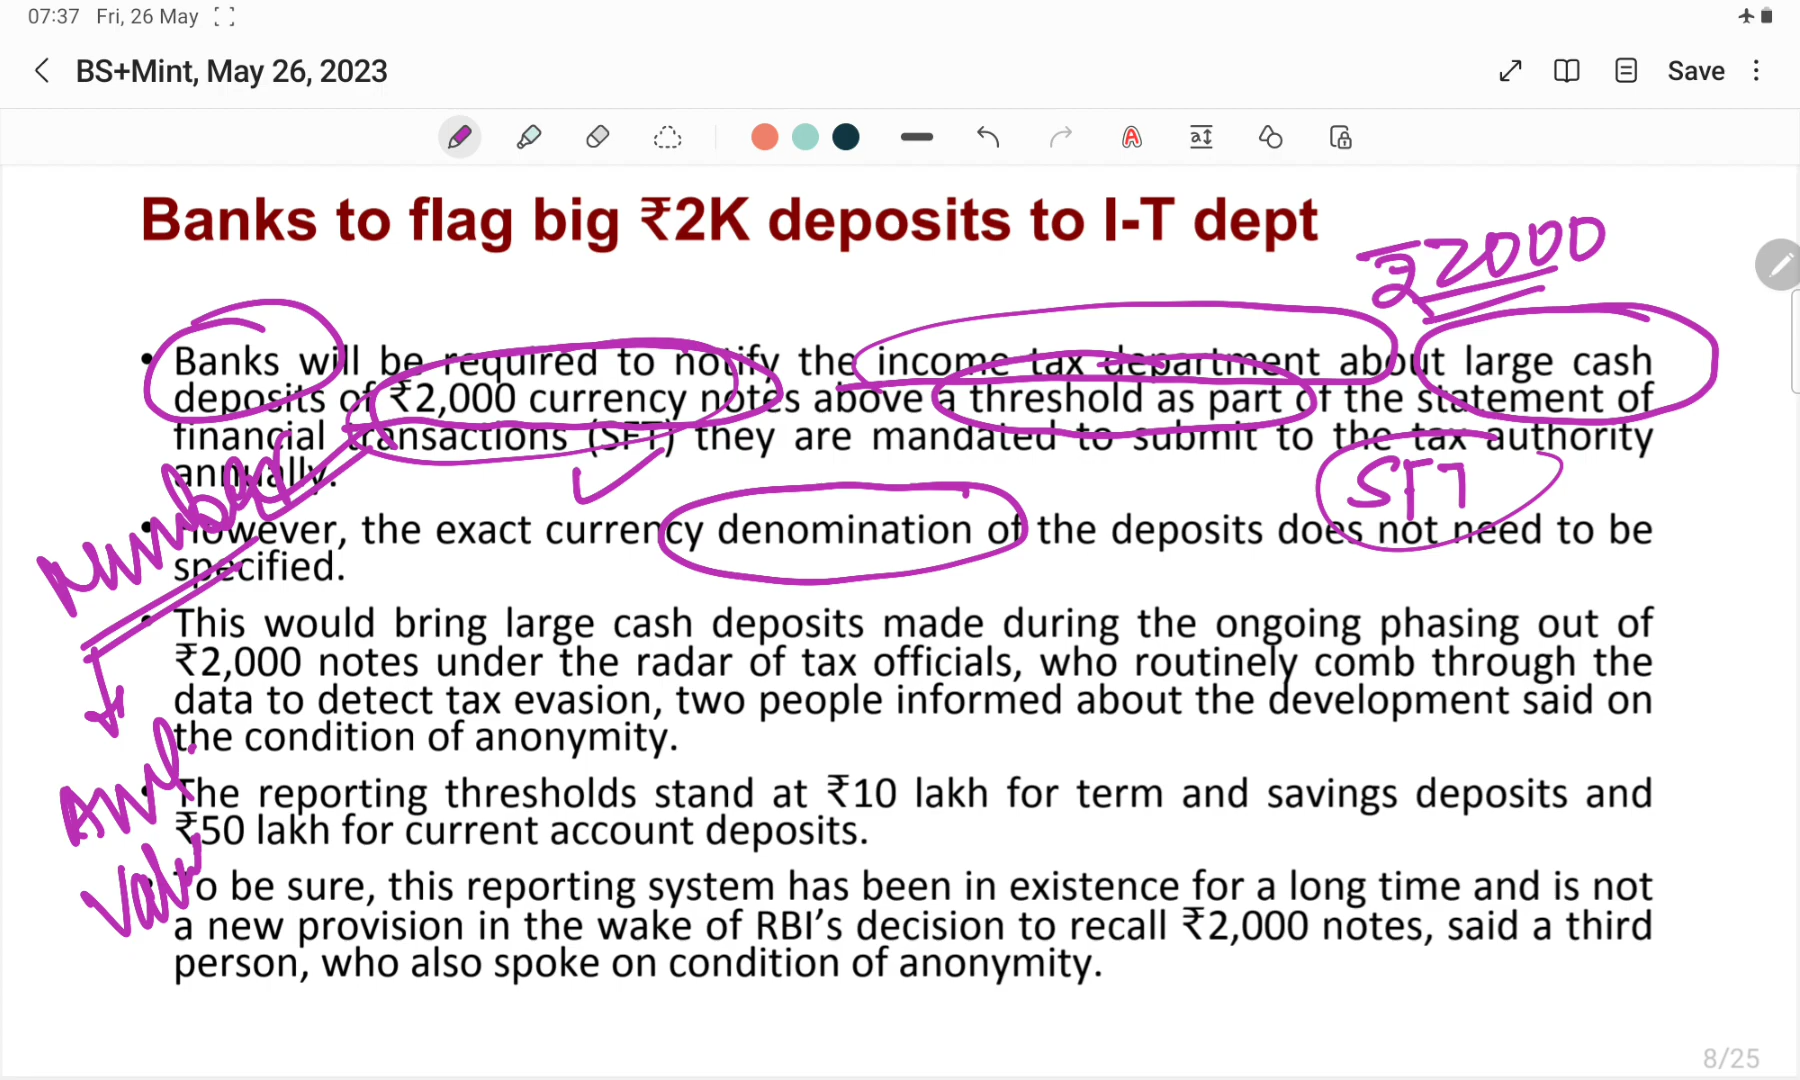 07:37 Fri, 26 May
BS+Mint, May 26, 2023
Save
Banks to flag big ₹2K deposits to I-T dept
₹2000
• Banks will be required to notify the income tax department about large cash
deposits of ₹2,000 currency notes above a threshold as part of the statement of
financial transactions (SFT) they are mandated to submit to the tax authority
annually.
SFT
• However, the exact currency denomination of the deposits does not need to be
specified.
Number
• This would bring large cash deposits made during the ongoing phasing out of
₹2,000 notes under the radar of tax officials, who routinely comb through the
data to detect tax evasion, two people informed about the development said on
the condition of anonymity.
• The reporting thresholds stand at ₹10 lakh for term and savings deposits and
₹50 lakh for current account deposits.
• To be sure, this reporting system has been in existence for a long time and is not
a new provision in the wake of RBI’s decision to recall ₹2,000 notes, said a third
person, who also spoke on condition of anonymity.
8/25